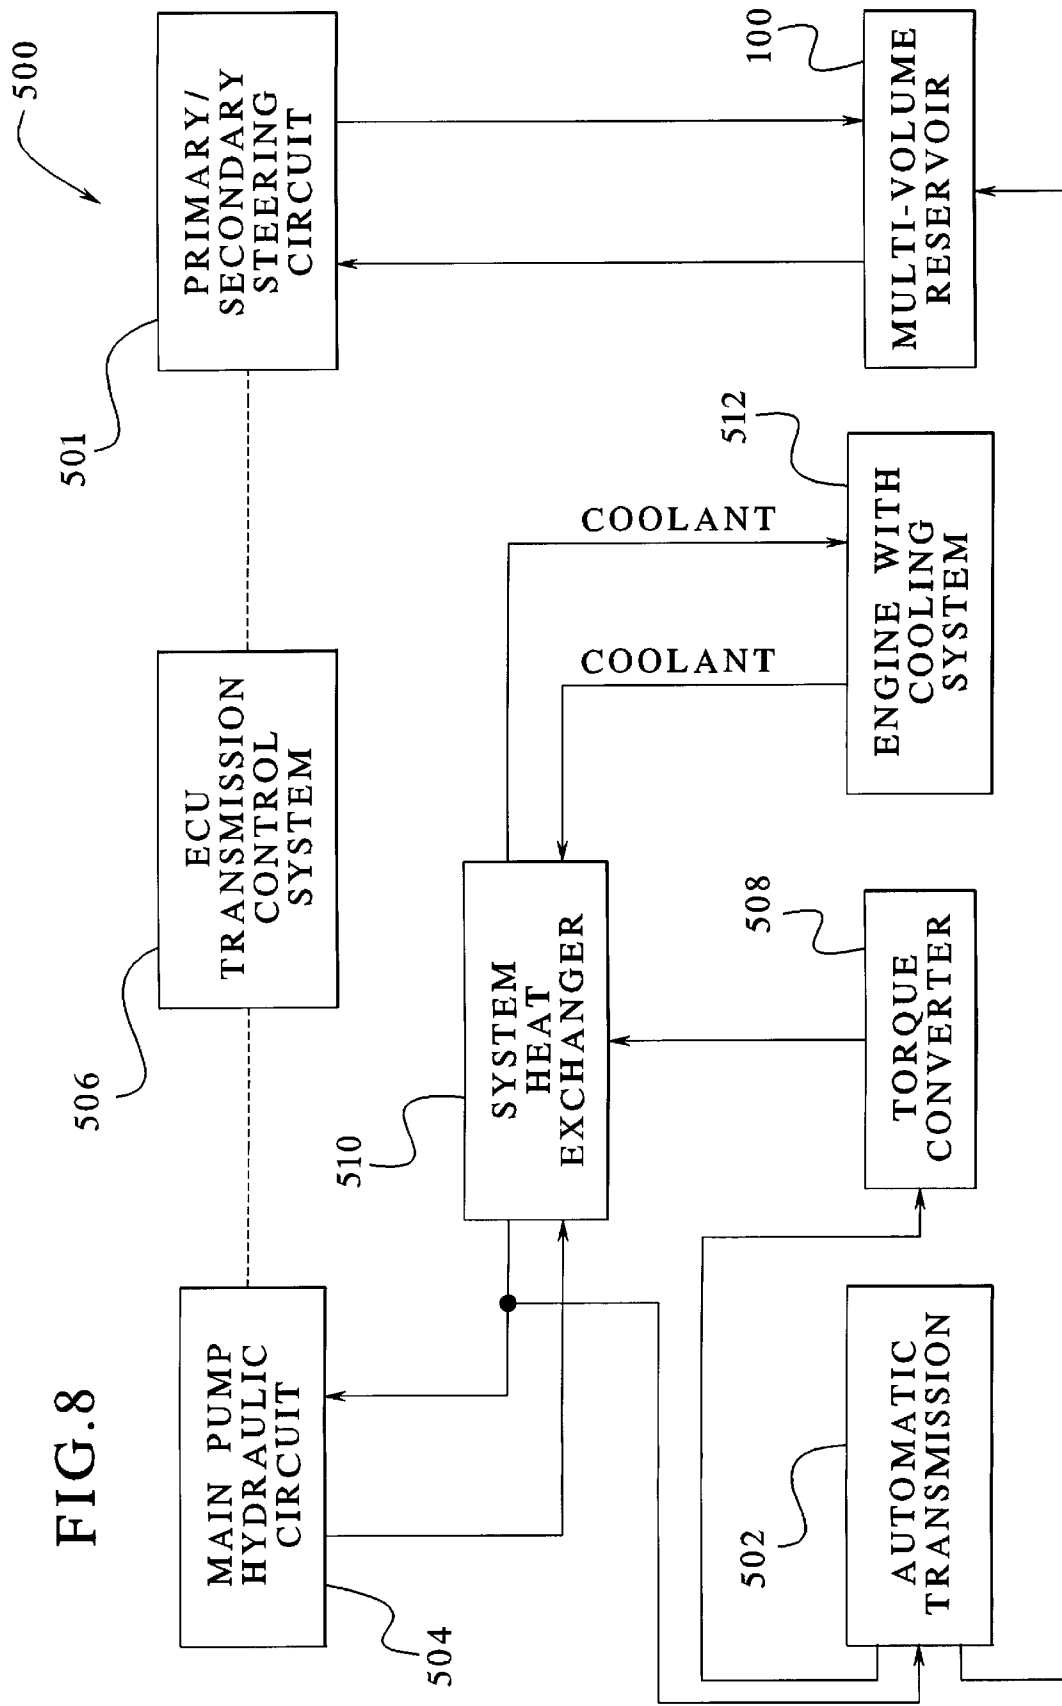 FIG.8
500
MAIN PUMP
HYDRAULIC
CIRCUIT
504
ECU
TRANSMISSION
CONTROL
SYSTEM
506
PRIMARY/
SECONDARY
STEERING
CIRCUIT
501
SYSTEM
HEAT
EXCHANGER
510
COOLANT
COOLANT
AUTOMATIC
TRANSMISSION
502
TORQUE
CONVERTER
508
ENGINE WITH
COOLING
SYSTEM
512
MULTI-VOLUME
RESERVOIR
100